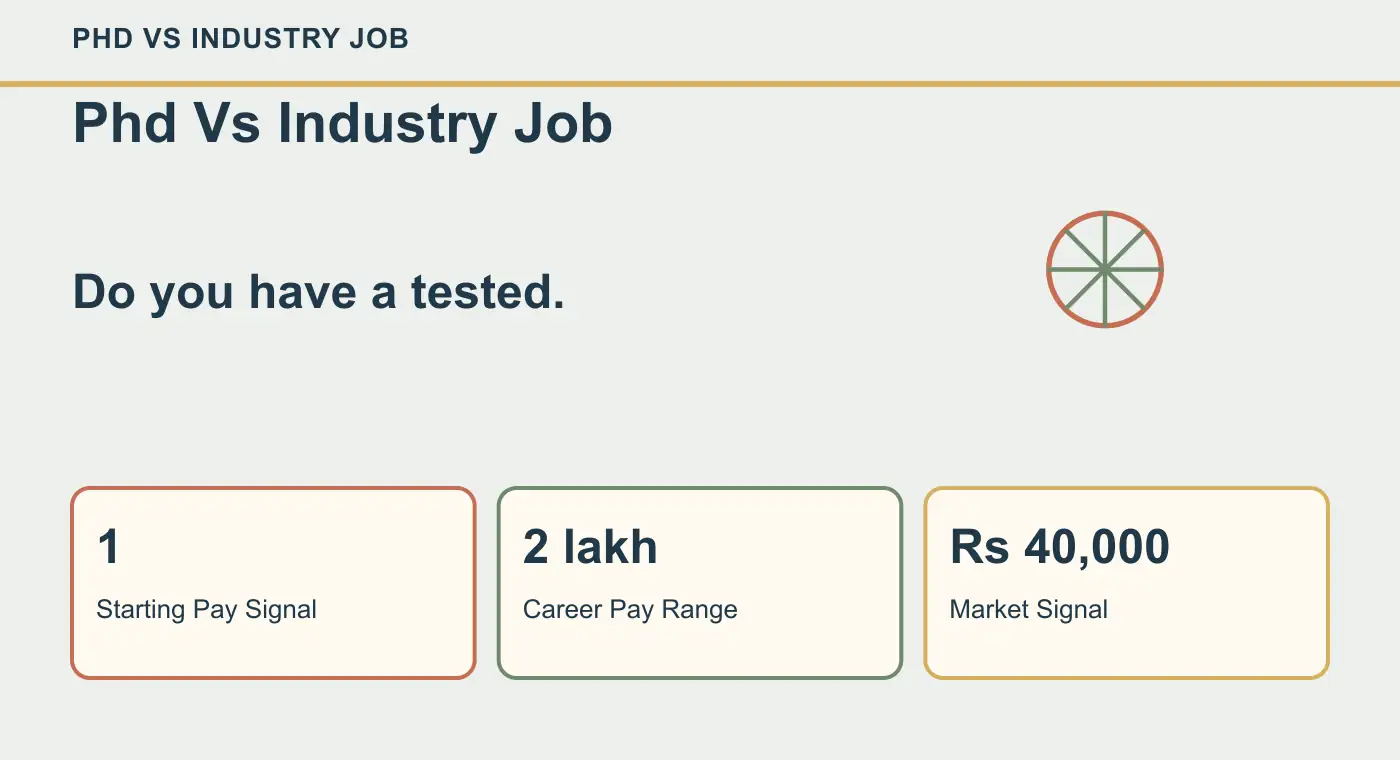 PHD VS INDUSTRY JOB
Phd Vs Industry Job
Do you have a tested.
1
Starting Pay Signal
2 lakh
Career Pay Range
Rs 40,000
Market Signal